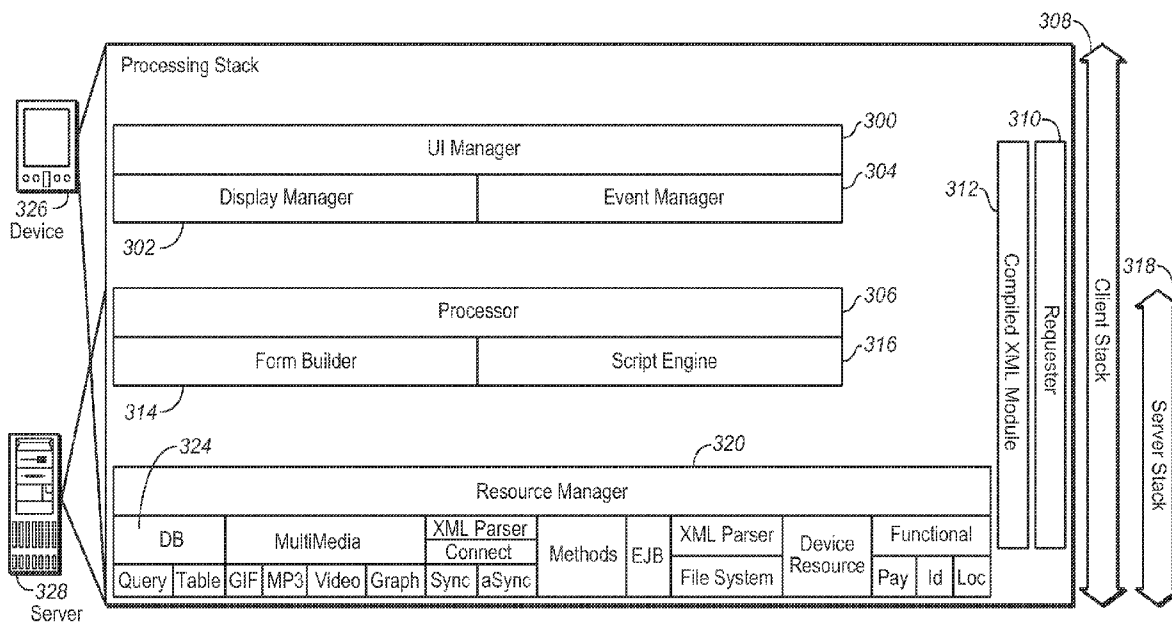 308
Processing Stack
300
310
UI Manager
304
312
Display Manager
Event Manager
326
Device
302
318
Processor
306
Form Builder
Script Engine
316
314
Compiled XML Module
Requester
Client Stack
Server Stack
324
320
Resource Manager
DB
MultiMedia
XML Parser
Connect
Methods
EJB
XML Parser
File System
Device
Resource
Functional
Query
Table
GIF
MP3
Video
Graph
Sync
aSync
Pay
Id
Loc
328
Server